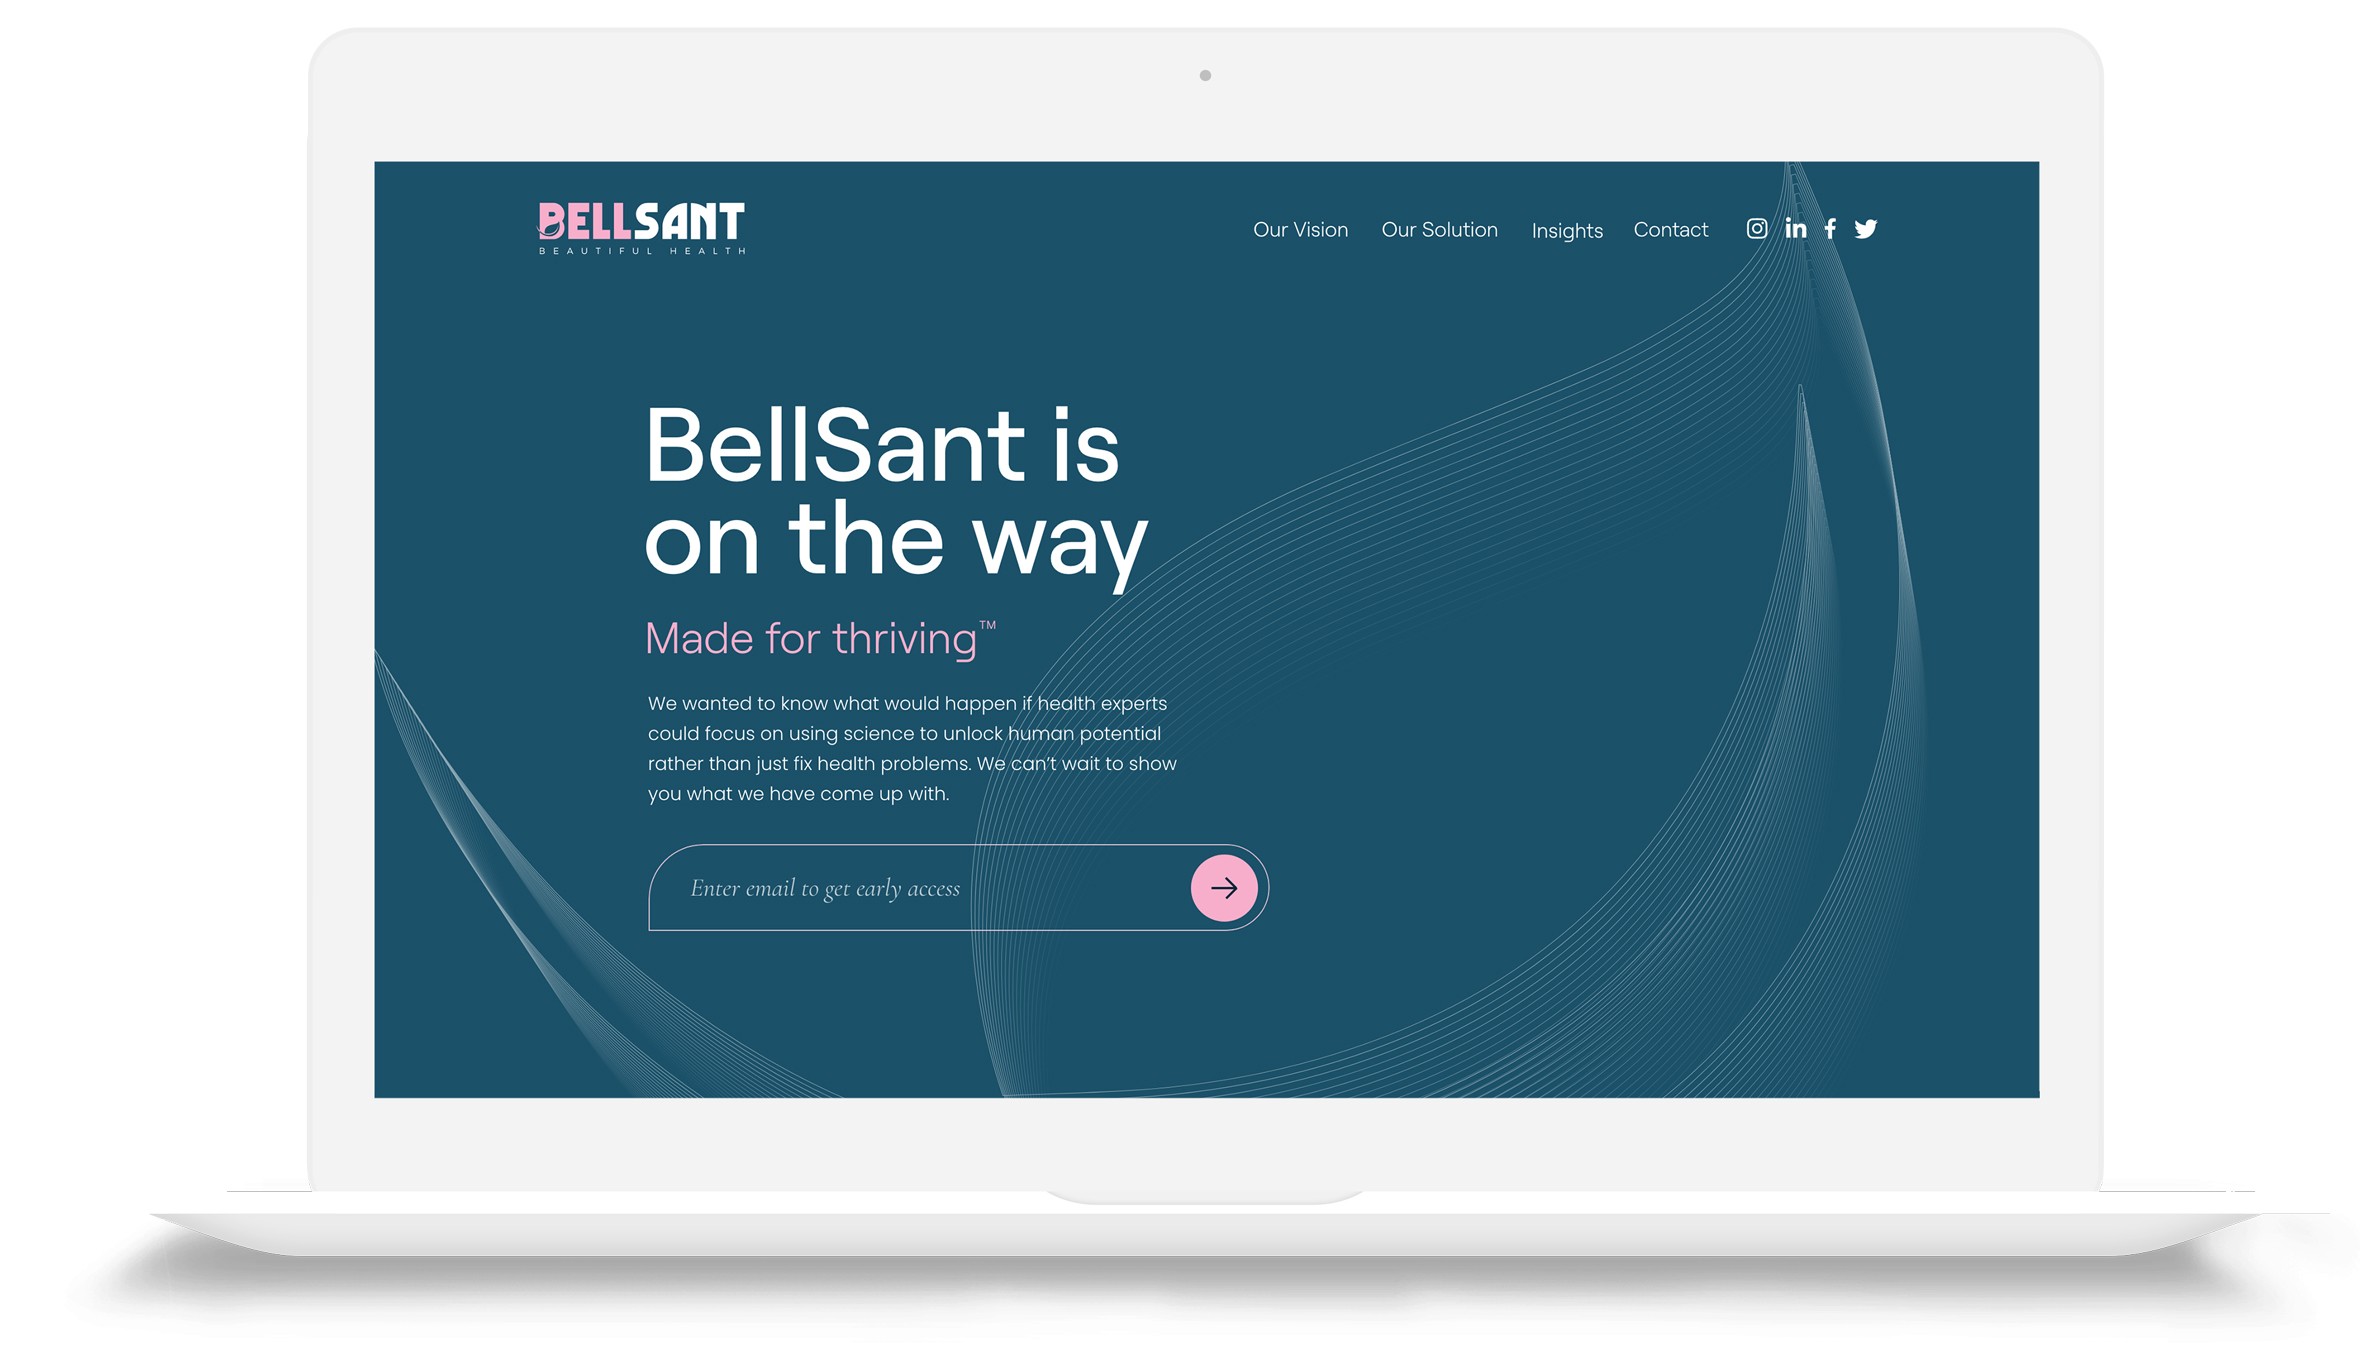 BELLSANT
BEAUTIFUL HEALTH
Our Vision Our Solution Insights Contact
BellSant is
on the way
Made for thriving™
We wanted to know what would happen if health experts
could focus on using science to unlock human potential
rather than just fix health problems. We can’t wait to show
you what we have come up with.
Enter email to get early access